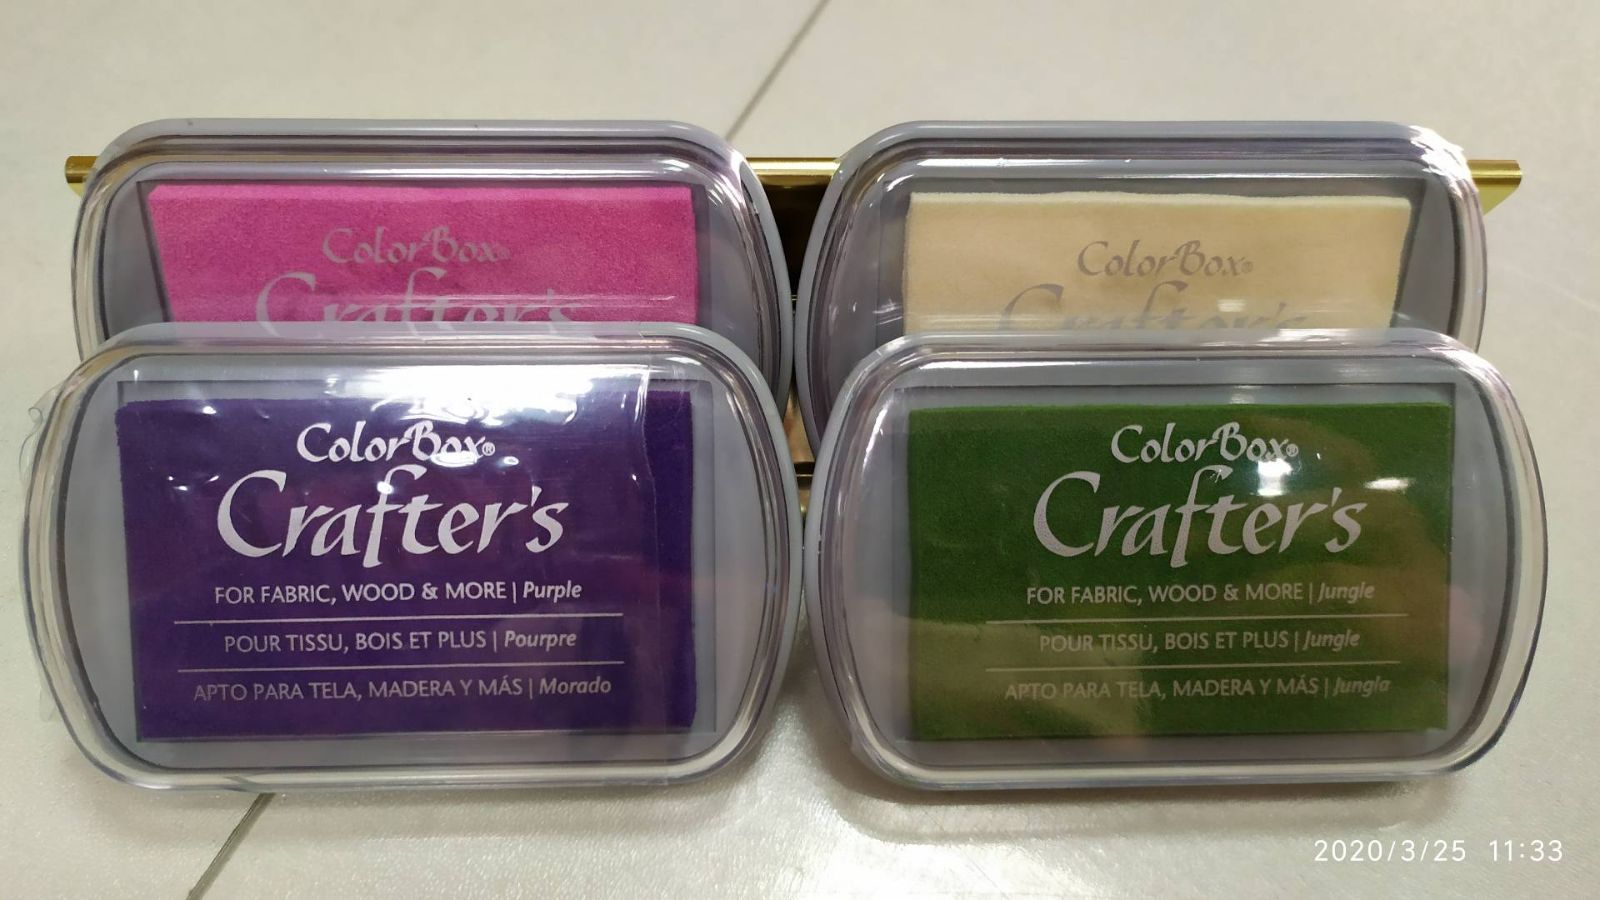 ColorBox®
Crafter's
ColorBox®
Crafter's
ColorBox®
Crafter's
FOR FABRIC, WOOD & MORE | Purple
POUR TISSU, BOIS ET PLUS | Pourpre
APTO PARA TELA, MADERA Y MÁS | Morado
ColorBox®
Crafter's
FOR FABRIC, WOOD & MORE | Jungle
POUR TISSU, BOIS ET PLUS | Jungle
APTO PARA TELA, MADERA Y MÁS | Jungla
2020/3/25 11:33